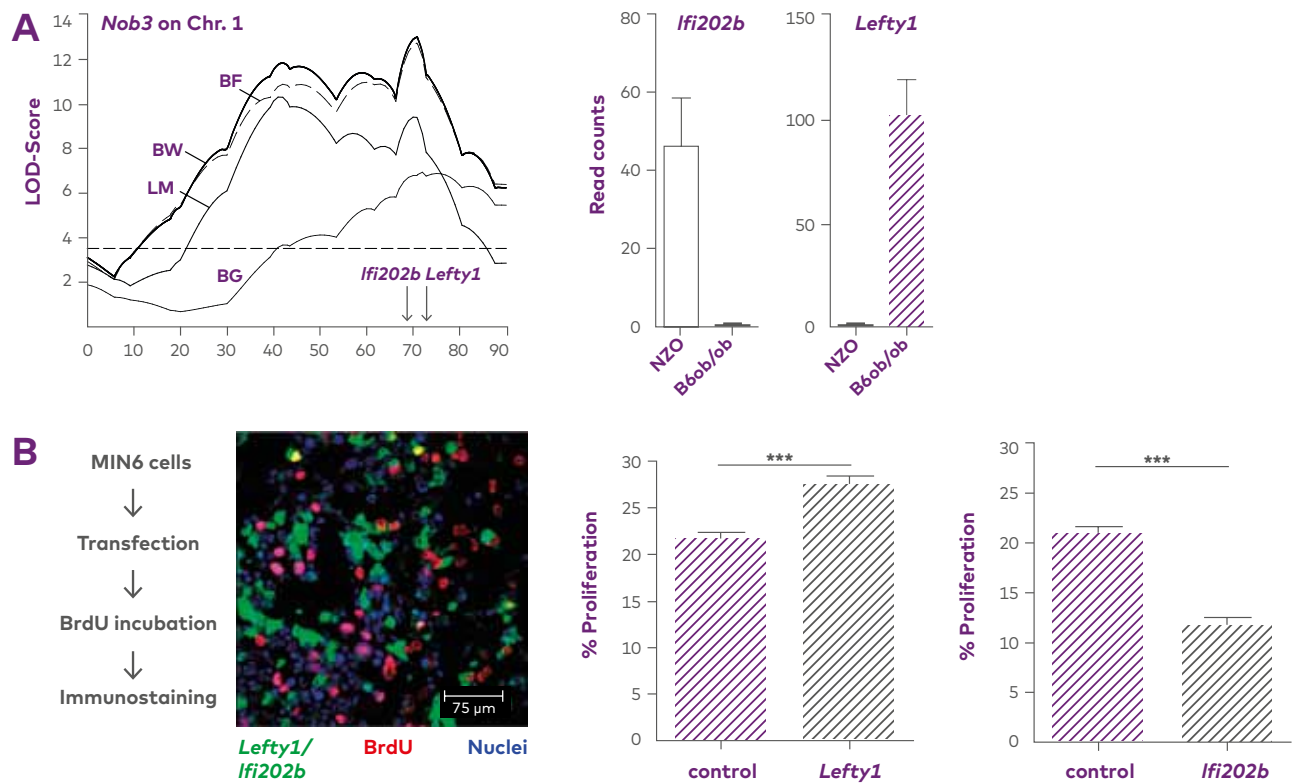 A
Nob3 on Chr. 1
LOD-Score
14
12
10
8
6
4
2
BF
BW
LM
BG
Ifi202b Lefty1
0 10 20 30 40 50 60 70 80 90
Ifi202b
Read counts
80
60
40
20
0
NZO
B6ob/ob
Lefty1
150
100
50
0
NZO
B6ob/ob
B
MIN6 cells
Transfection
BrdU incubation
Immunostaining
75 µm
Lefty1/
Ifi202b
BrdU
Nuclei
% Proliferation
30
25
20
15
10
5
0
***
control
Lefty1
% Proliferation
30
25
20
15
10
5
0
***
control
Ifi202b